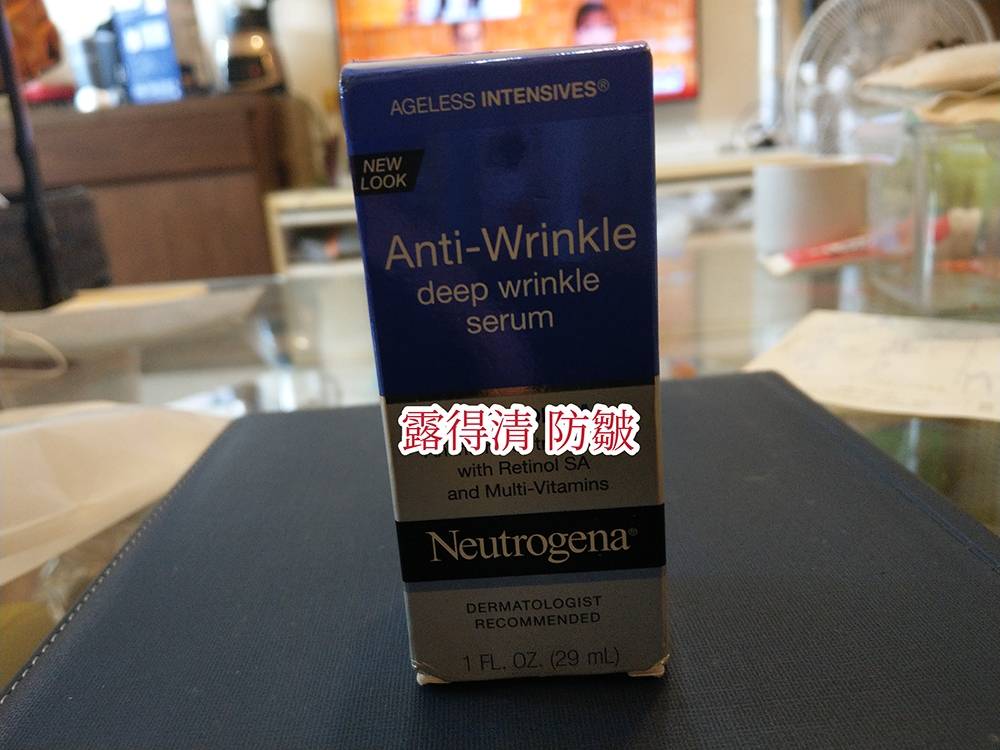 AGELESS INTENSIVES®
NEW
LOOK
Anti-Wrinkle
deep wrinkle
serum
露得清 防皺
with Retinol SA
and Multi-Vitamins
Neutrogena®
DERMATOLOGIST
RECOMMENDED
1 FL. OZ. (29 mL)